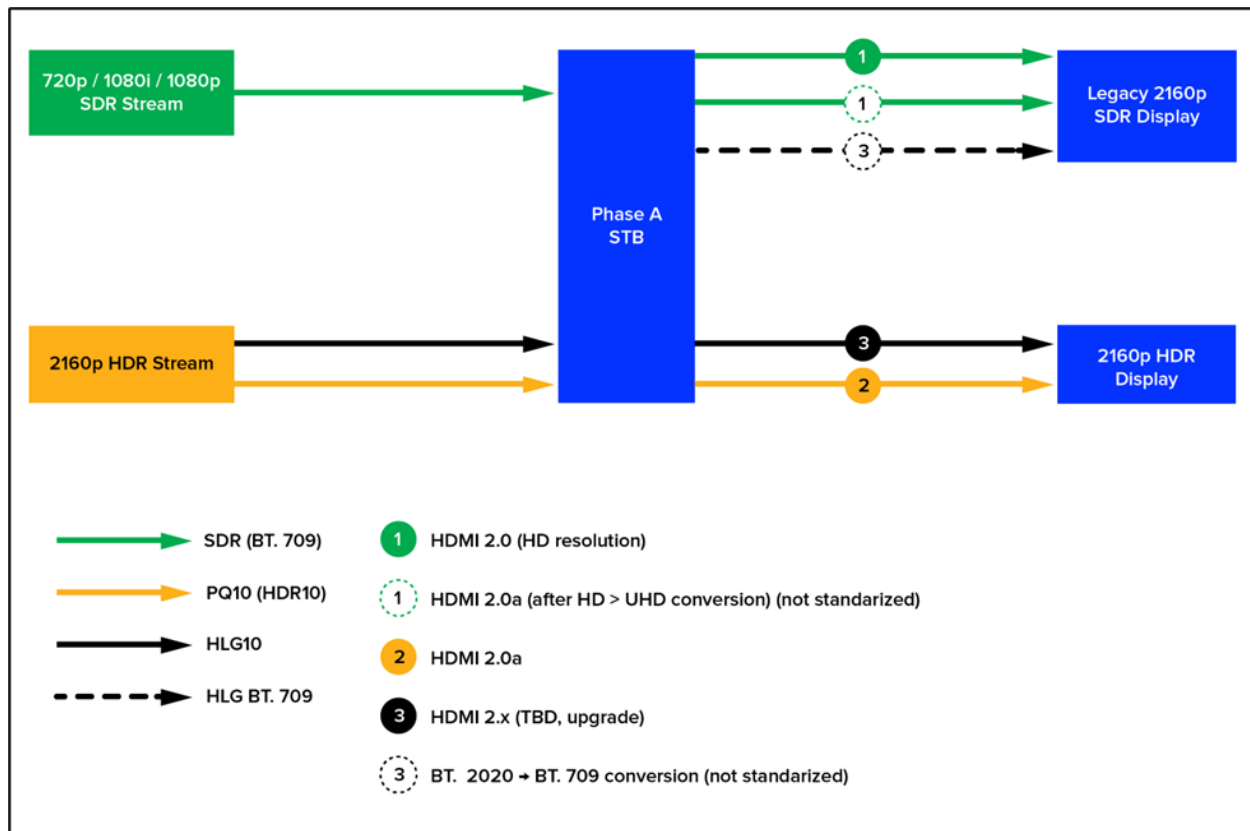 720p / 1080i / 1080p
SDR Stream
1
1
3
Legacy 2160p
SDR Display
Phase A
STB
2160p HDR Stream
3
2
2160p HDR
Display
SDR (BT. 709)
PQ10 (HDR10)
HLG10
HLG BT. 709
1 HDMI 2.0 (HD resolution)
1 HDMI 2.0a (after HD > UHD conversion) (not standarized)
2 HDMI 2.0a
3 HDMI 2.x (TBD, upgrade)
3 BT. 2020 → BT. 709 conversion (not standarized)